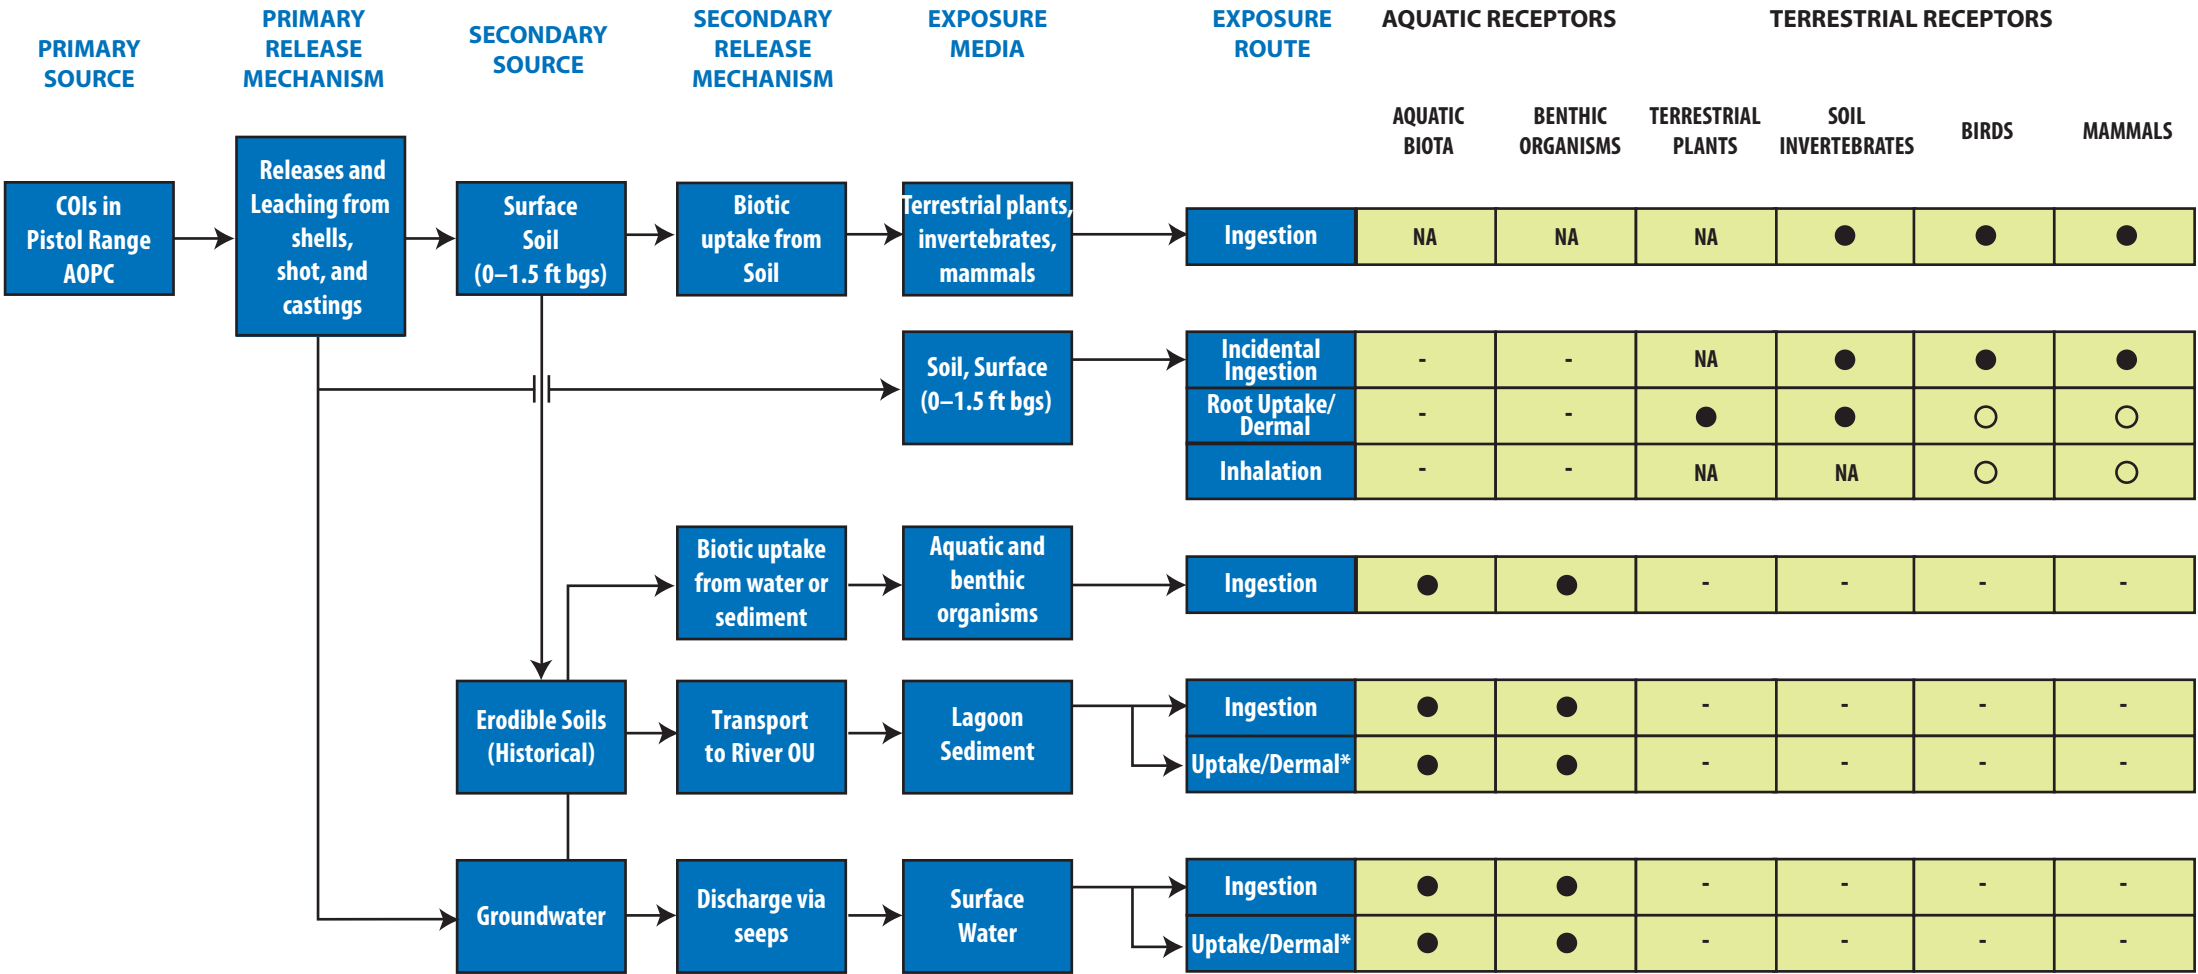 PRIMARY
SOURCE
PRIMARY
RELEASE
MECHANISM
SECONDARY
SOURCE
SECONDARY
RELEASE
MECHANISM
EXPOSURE
MEDIA
EXPOSURE
ROUTE
AQUATIC RECEPTORS
TERRESTRIAL RECEPTORS
AQUATIC
BIOTA
BENTHIC
ORGANISMS
TERRESTRIAL
PLANTS
SOIL
INVERTEBRATES
BIRDS
MAMMALS
COIs in
Pistol Range
AOPC
Releases and
Leaching from
shells,
shot, and
castings
Surface
Soil
(0–1.5 ft bgs)
Biotic
uptake from
Soil
Terrestrial plants,
invertebrates,
mammals
Ingestion
NA NA NA ● ● ●
Soil, Surface
(0–1.5 ft bgs)
Incidental
Ingestion
- - NA ● ● ●
Root Uptake/
Dermal
- - ● ● ○ ○
Inhalation
- - NA NA ○ ○
Biotic uptake
from water or
sediment
Aquatic and
benthic
organisms
Ingestion
● ● - - - -
Erodible Soils
(Historical)
Transport
to River OU
Lagoon
Sediment
Ingestion
● ● - - - -
Uptake/Dermal*
● ● - - - -
Groundwater
Discharge via
seeps
Surface
Water
Ingestion
● ● - - - -
Uptake/Dermal*
● ● - - - -